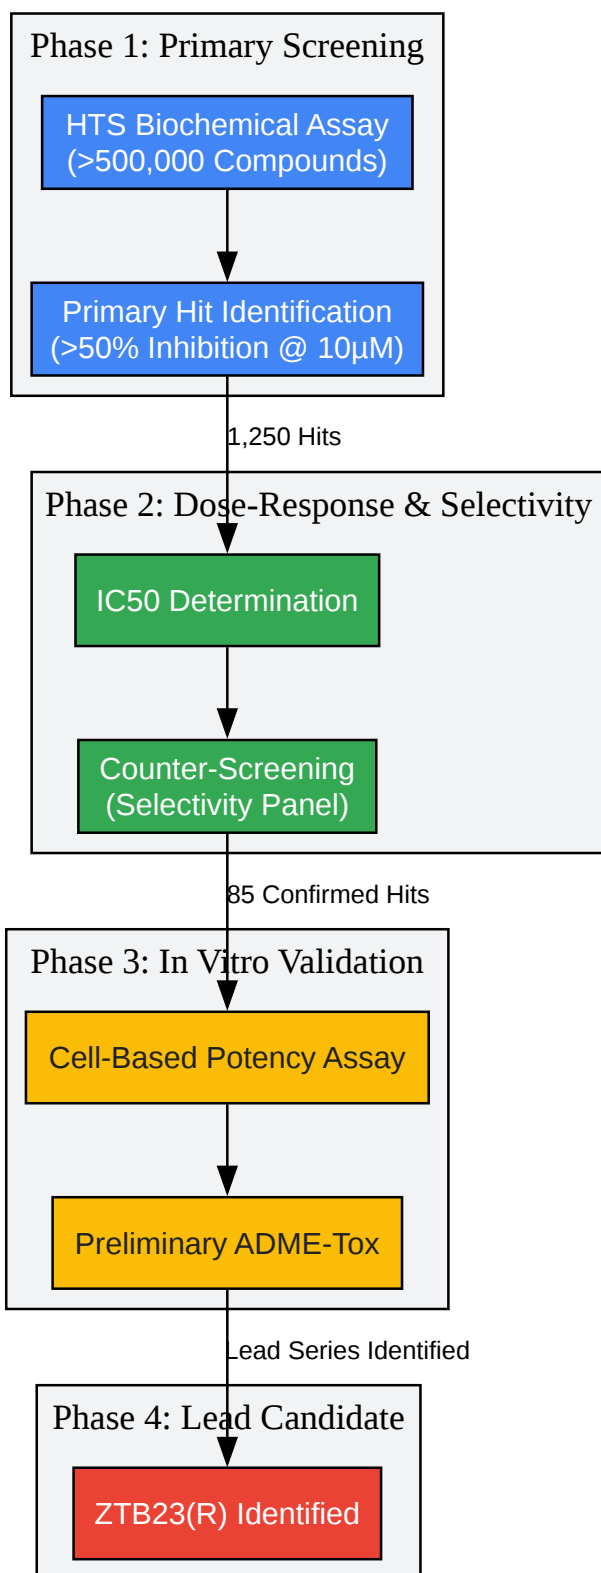 Phase 1: Primary Screening
HTS Biochemical Assay
(>500,000 Compounds)
Primary Hit Identification
(>50% Inhibition @ 10µM)
1,250 Hits
Phase 2: Dose-Response & Selectivity
IC50 Determination
Counter-Screening
(Selectivity Panel)
85 Confirmed Hits
Phase 3: In Vitro Validation
Cell-Based Potency Assay
Preliminary ADME-Tox
Lead Series Identified
Phase 4: Lead Candidate
ZTB23(R) Identified